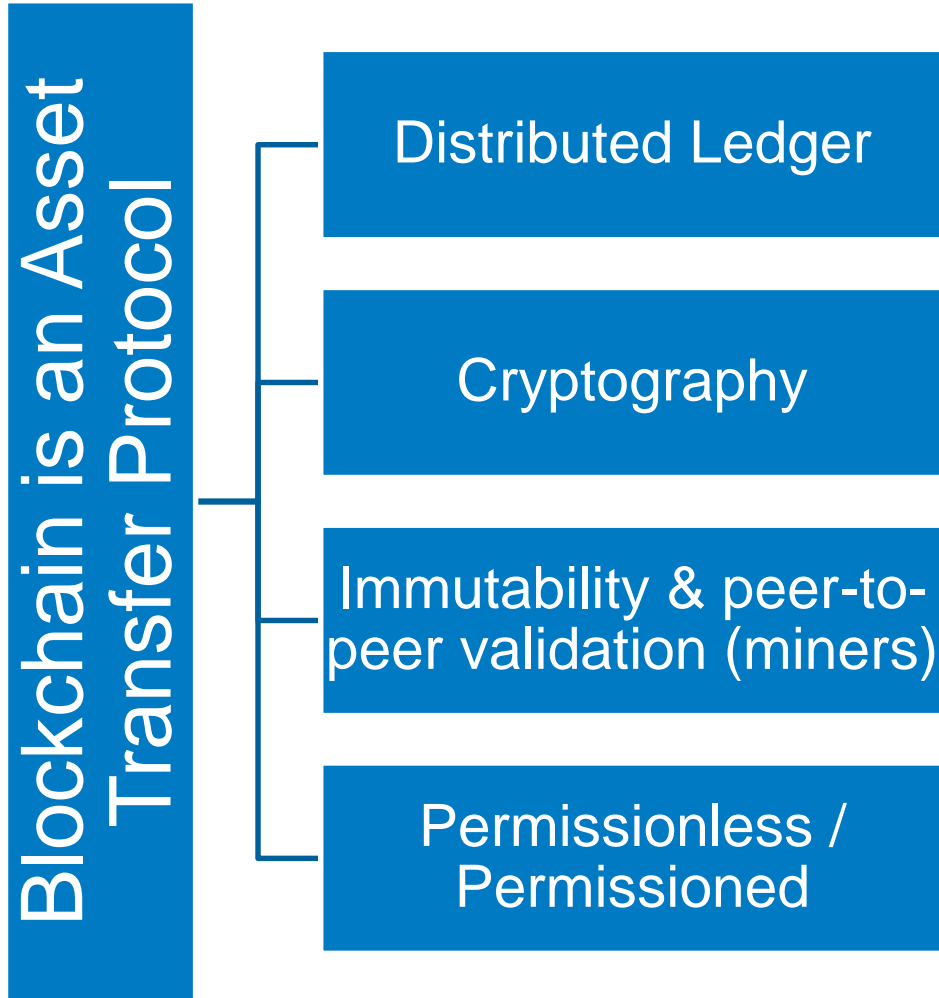 Blockchain is an Asset
Transfer Protocol
Distributed Ledger
Cryptography
Immutability & peer-to-
peer validation (miners)
Permissionless /
Permissioned